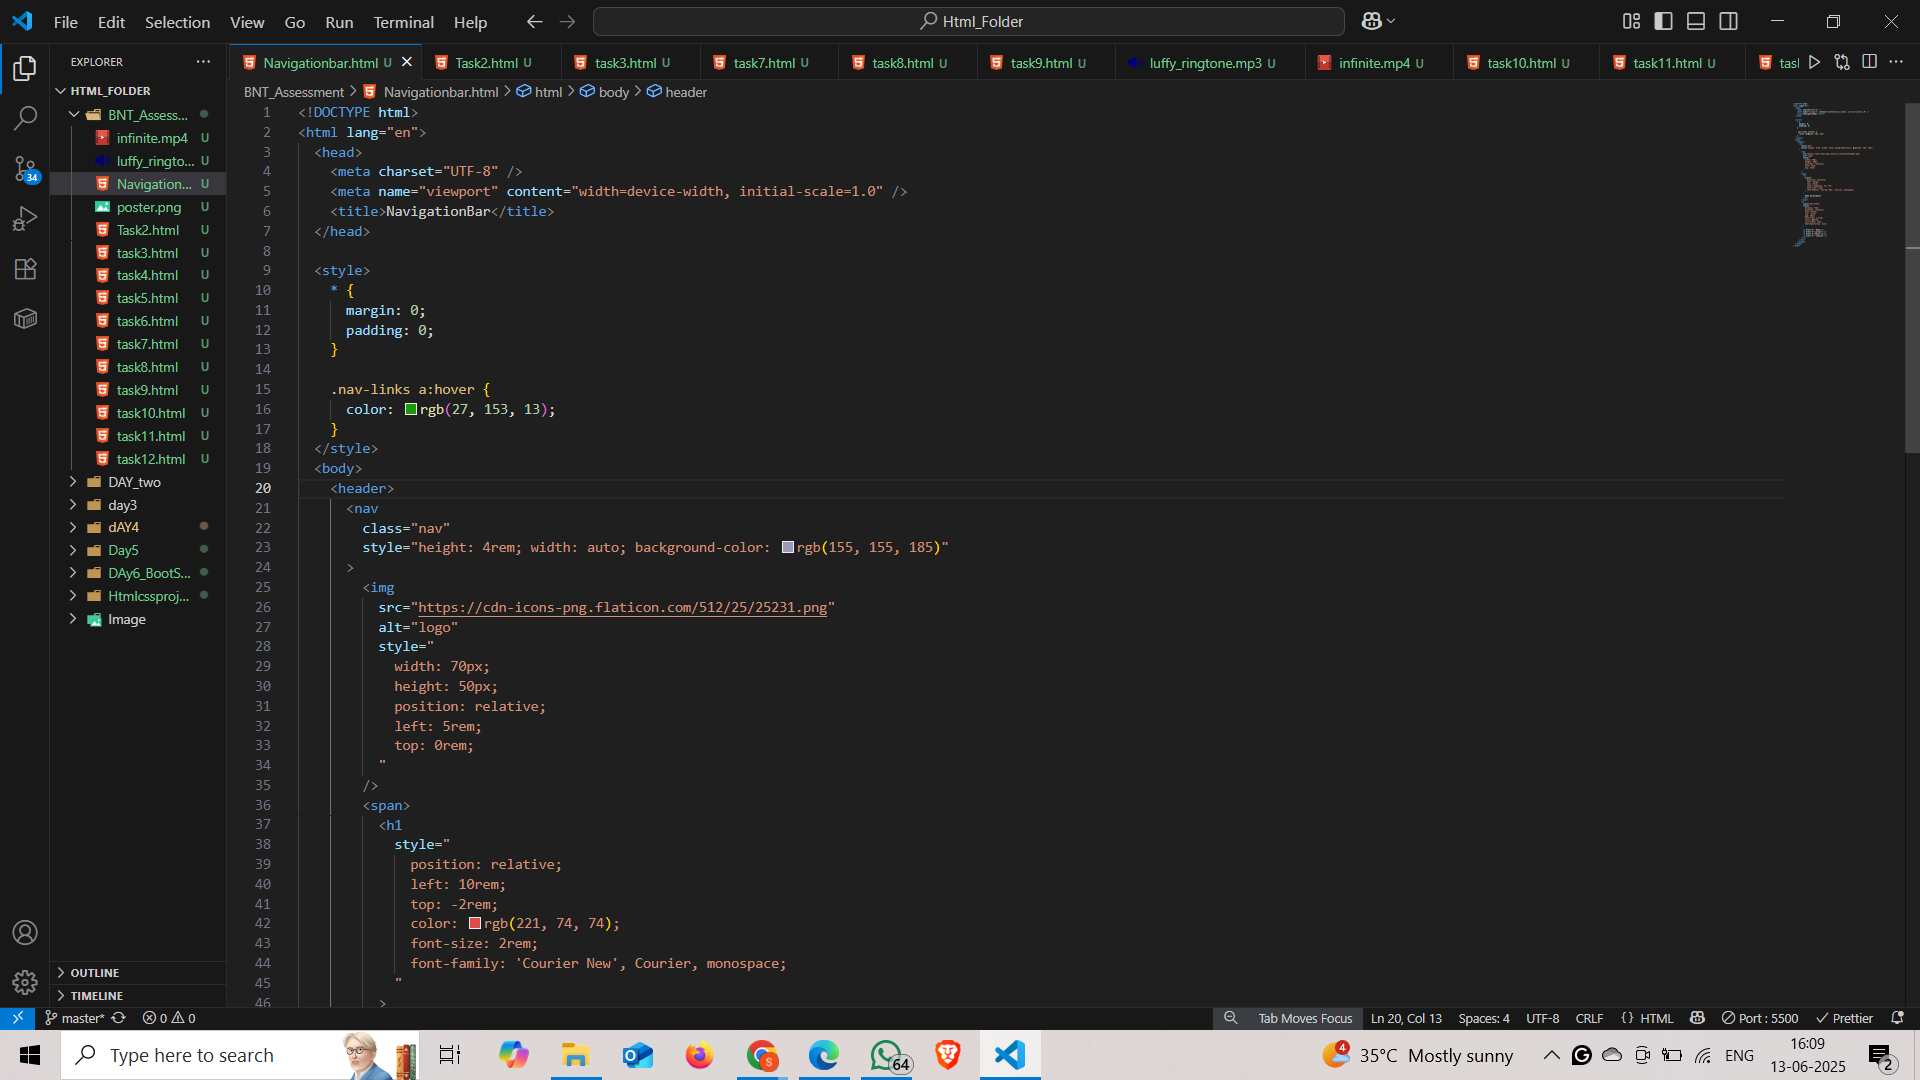 File Edit Selection View Go Run Terminal Help
Html_Folder
EXPLORER
HTML_FOLDER
BNT_Assess...
infinite.mp4 U
luffy_ringto... U
Navigation... U
poster.png U
Task2.html U
task3.html U
task4.html U
task5.html U
task6.html U
task7.html U
task8.html U
task9.html U
task10.html U
task11.html U
task12.html U
DAY_two
day3
dAY4
Day5
DAy6_BootS...
Htmlcssproj...
Image
OUTLINE
TIMELINE
34
Navigationbar.html U Task2.html U task3.html U task7.html U task8.html U task9.html U luffy_ringtone.mp3 U infinite.mp4 U task10.html U task11.html U tasl
BNT_Assessment > Navigationbar.html > html > body > header
1 <!DOCTYPE html>
2 <html lang="en">
3 <head>
4 <meta charset="UTF-8" />
5 <meta name="viewport" content="width=device-width, initial-scale=1.0" />
6 <title>NavigationBar</title>
7 </head>
8
9 <style>
10 * {
11 margin: 0;
12 padding: 0;
13 }
14
15 .nav-links a:hover {
16 color: rgb(27, 153, 13);
17 }
18 </style>
19 <body>
20 <header>
21 <nav
22 class="nav"
23 style="height: 4rem; width: auto; background-color: rgb(155, 155, 185)"
24 >
25 <img
26 src="https://cdn-icons-png.flaticon.com/512/25/25231.png"
27 alt="logo"
28 style="
29 width: 70px;
30 height: 50px;
31 position: relative;
32 left: 5rem;
33 top: 0rem;
34 "
35 />
36 <span>
37 <h1
38 style="
39 position: relative;
40 left: 10rem;
41 top: -2rem;
42 color: rgb(221, 74, 74);
43 font-size: 2rem;
44 font-family: 'Courier New', Courier, monospace;
45 "
46 >
master* 0 0 Tab Moves Focus Ln 20, Col 13 Spaces: 4 UTF-8 CRLF {} HTML Port : 5500 Prettier
Type here to search 64 4 35°C Mostly sunny ENG 16:09
13-06-2025 2